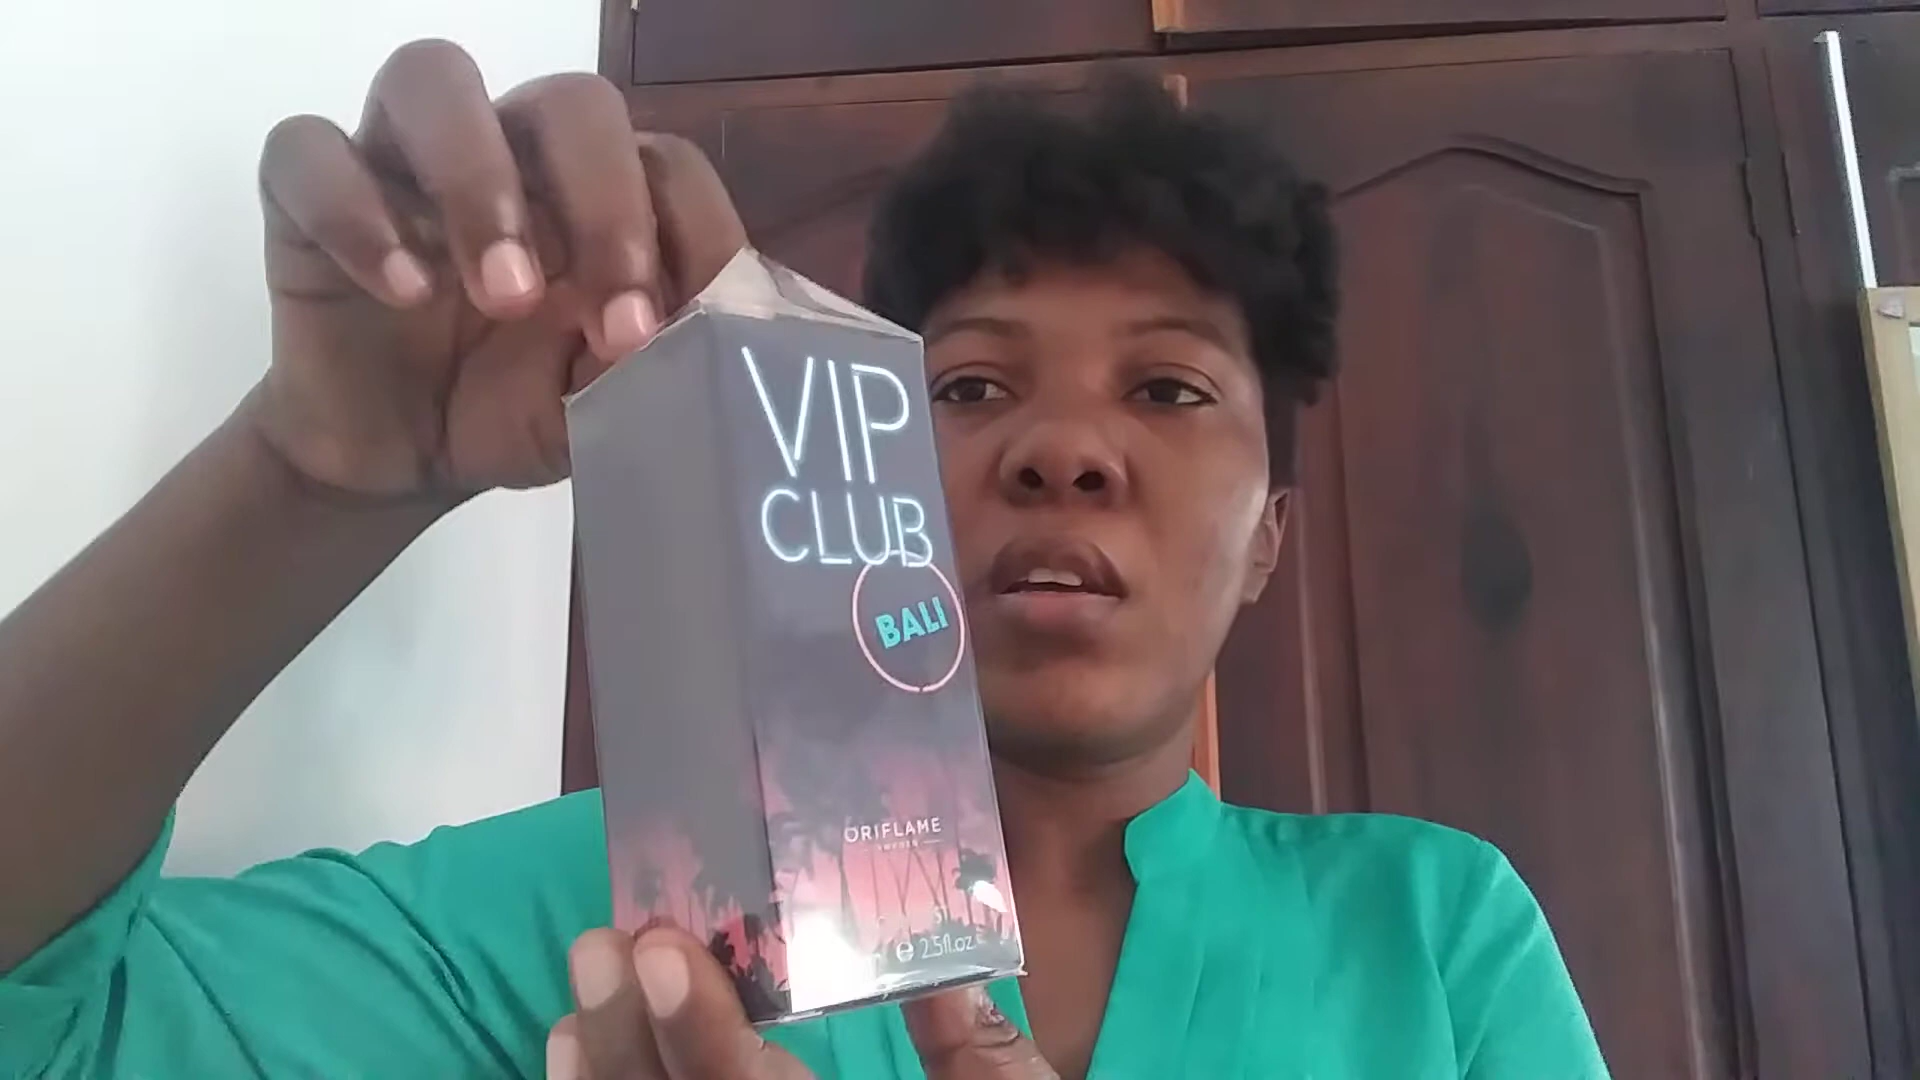 VIP
CLUB
BALI
ORIFLAME
SWEDEN
e 2.5fl.oz.